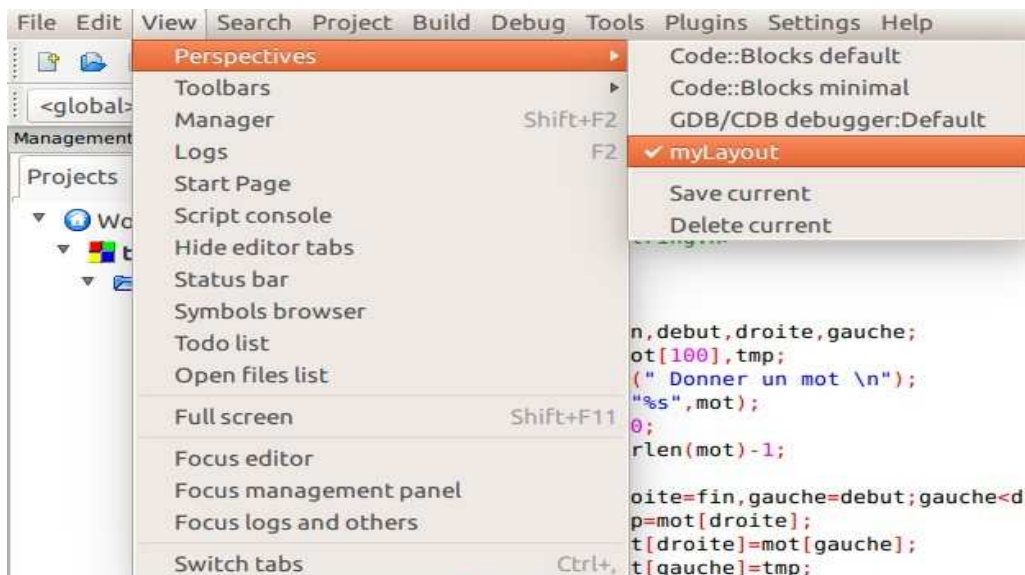 File Edit View Search Project Build Debug Tools Plugins Settings Help
<global>
Management
Projects
Wo
t
Perspectives
Toolbars
Manager Shift+F2
Logs F2
Start Page
Script console
Hide editor tabs
Status bar
Symbols browser
Todo list
Open files list
Full screen Shift+F11
Focus editor
Focus management panel
Focus logs and others
Switch tabs Ctrl+,
Code::Blocks default
Code::Blocks minimal
GDB/CDB debugger:Default
myLayout
Save current
Delete current
n,debut,droite,gauche;
ot[100],tmp;
(" Donner un mot \n");
"%s",mot);
0;
rlen(mot)-1;
oite=fin,gauche=debut;gauche<d
p=mot[droite];
t[droite]=mot[gauche];
t[gauche]=tmp;